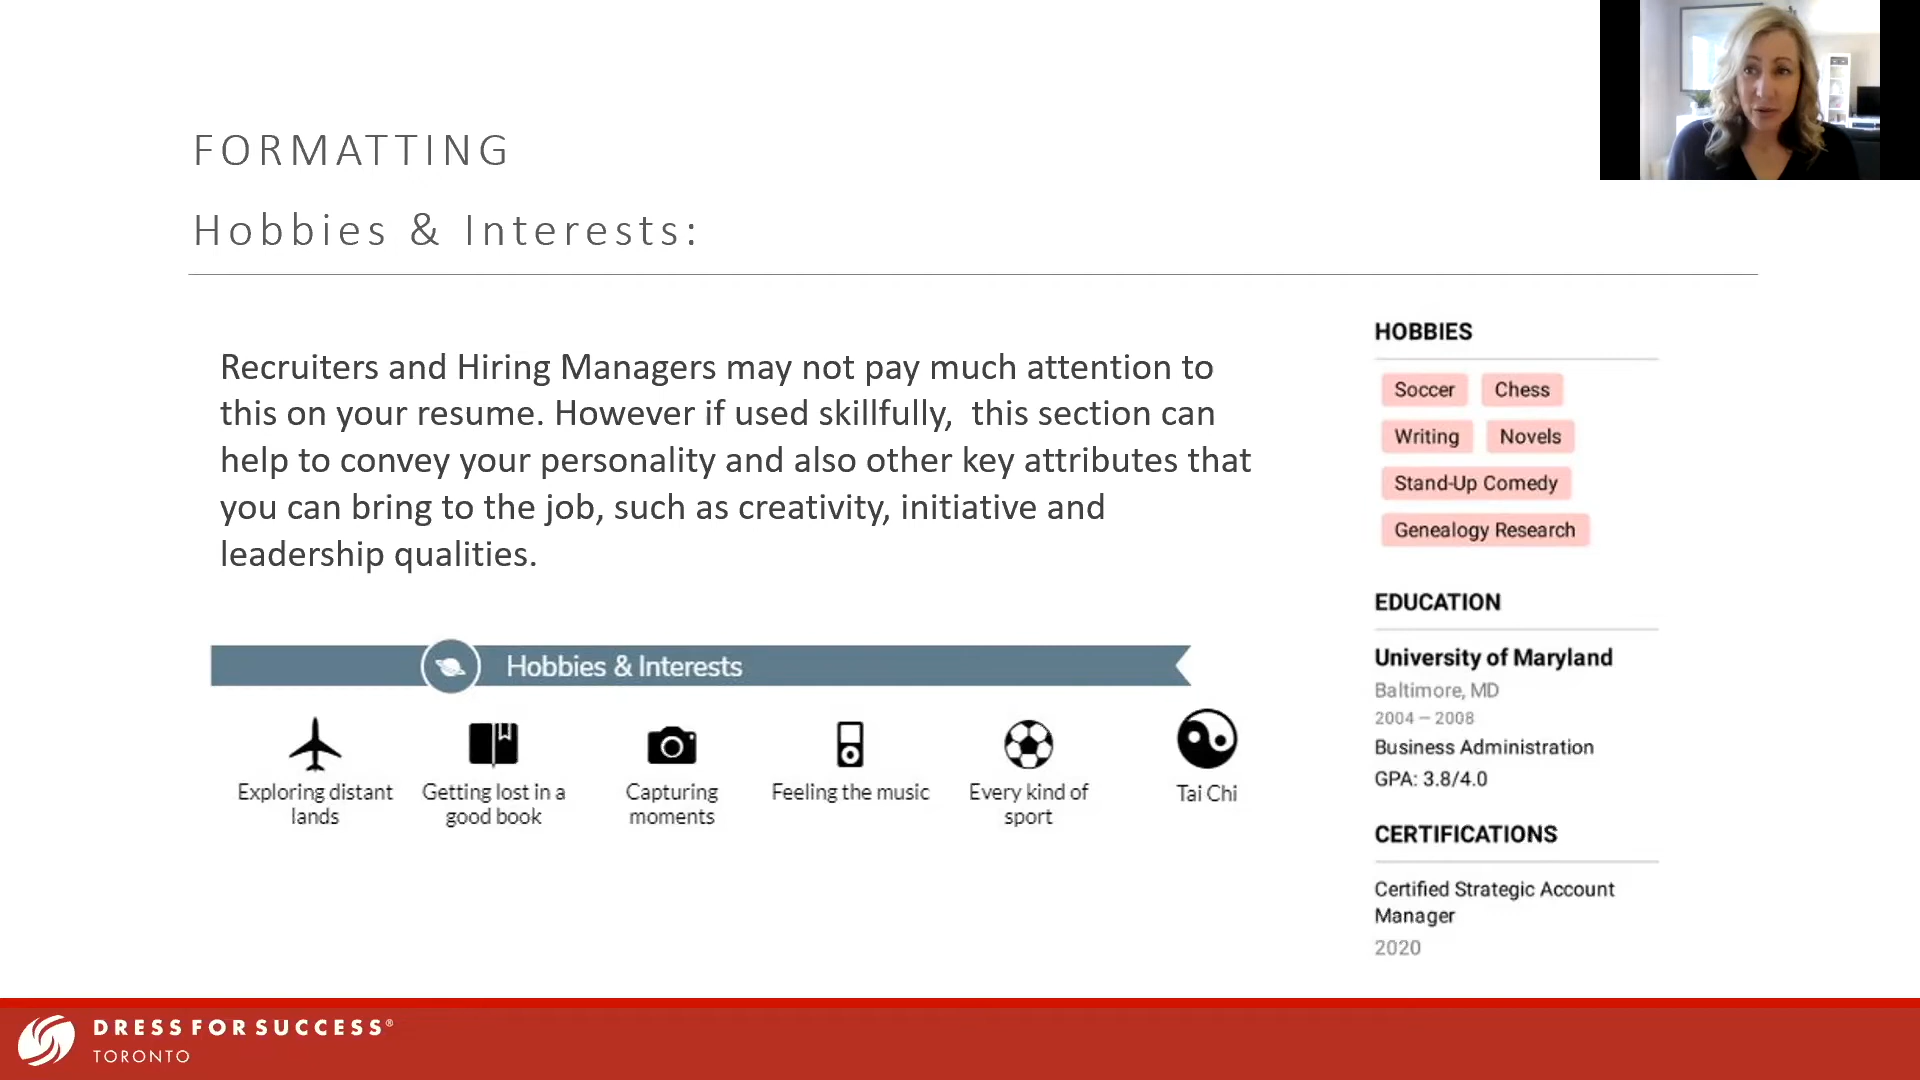 FORMATTING
Hobbies & Interests:
Recruiters and Hiring Managers may not pay much attention to
this on your resume. However if used skillfully,  this section can
help to convey your personality and also other key attributes that
you can bring to the job, such as creativity, initiative and
leadership qualities.
Hobbies & Interests
Exploring distant
lands
Getting lost in a
good book
Capturing
moments
Feeling the music
Every kind of
sport
Tai Chi
HOBBIES
Soccer Chess
Writing Novels
Stand-Up Comedy
Genealogy Research
EDUCATION
University of Maryland
Baltimore, MD
2004 – 2008
Business Administration
GPA: 3.8/4.0
CERTIFICATIONS
Certified Strategic Account
Manager
2020
DRESS FOR SUCCESS®
TORONTO